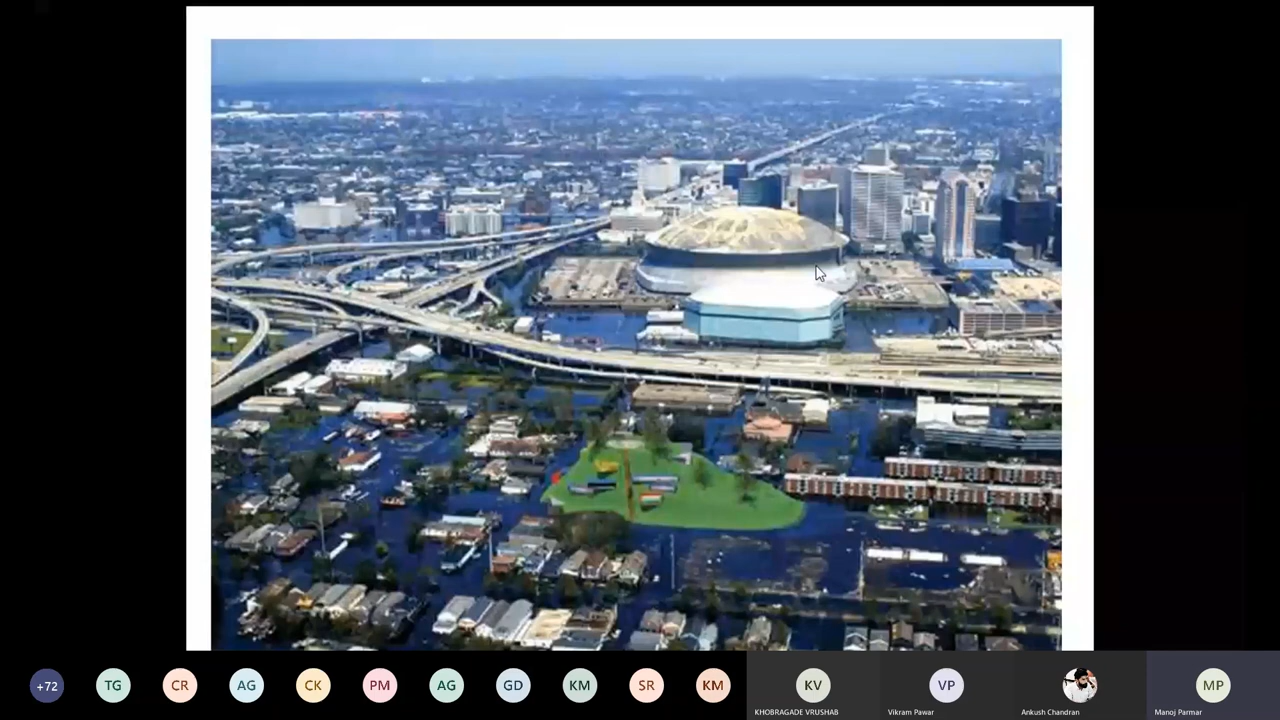 +72
TG
CR
AG
CK
PM
AG
GD
KM
SR
KM
KV
KHOBRAGADE VRUSHAB
VP
Vikram Pawar
Ankush Chandran
MP
Manoj Parmar